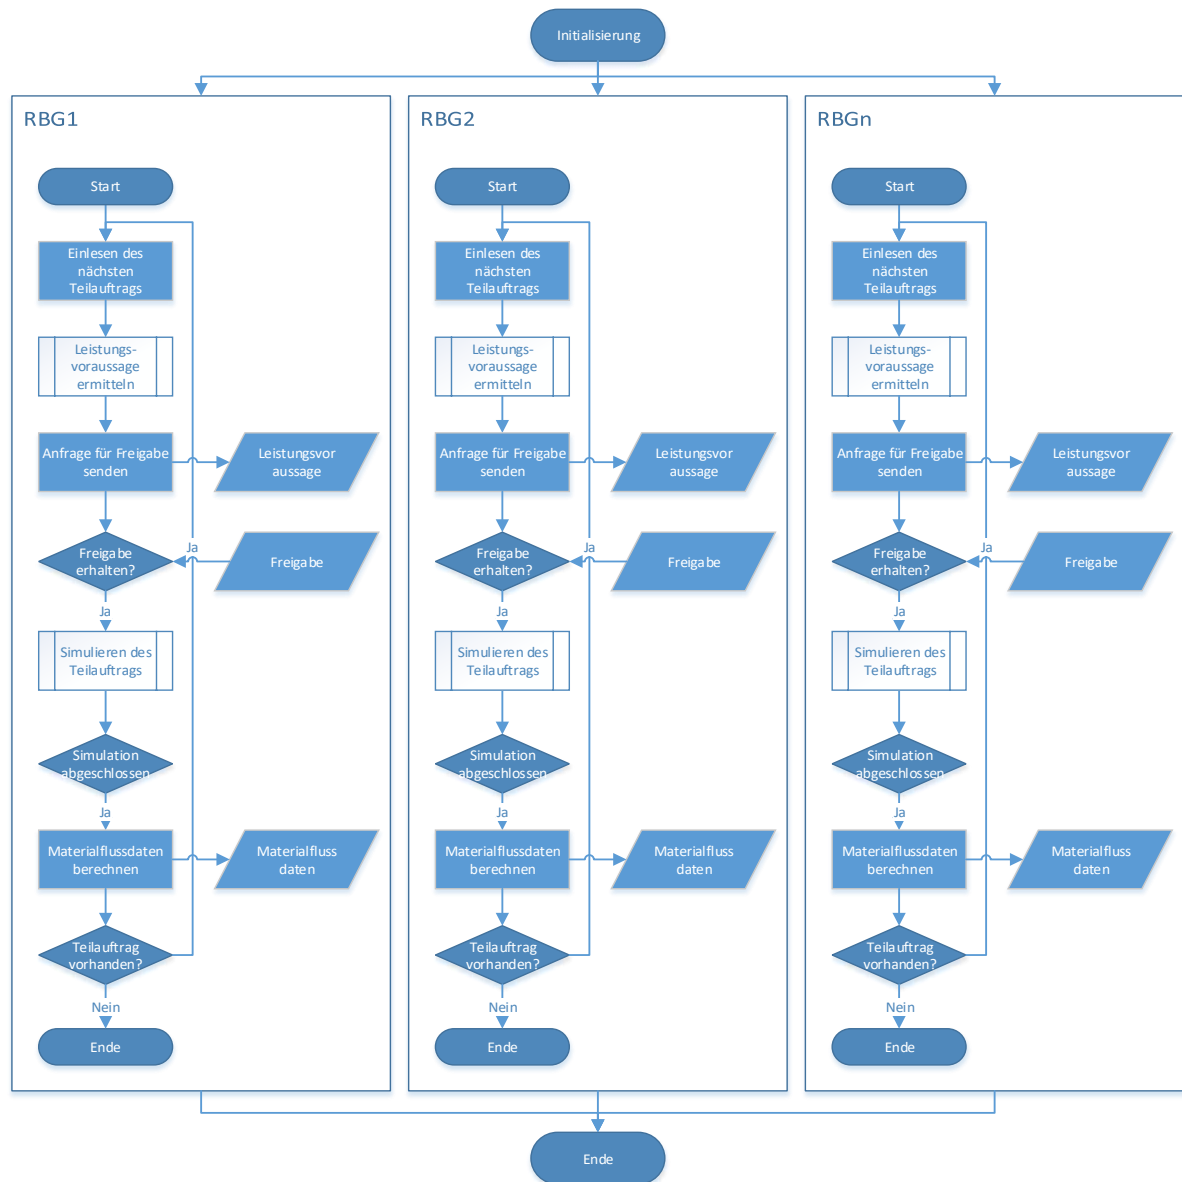 Initialisierung
RBG1
Start
Einlesen des
nächsten
Teilauftrags
Leistungs-
voraussage
ermitteln
Anfrage für Freigabe
senden
Leistungsvor
aussage
Freigabe
erhalten?
Ja
Freigabe
Ja
Simulieren des
Teilauftrags
Simulation
abgeschlossen
Ja
Materialflussdaten
berechnen
Materialfluss
daten
Teilauftrag
vorhanden?
Nein
Ende
RBG2
Start
Einlesen des
nächsten
Teilauftrags
Leistungs-
voraussage
ermitteln
Anfrage für Freigabe
senden
Leistungsvor
aussage
Freigabe
erhalten?
Ja
Freigabe
Ja
Simulieren des
Teilauftrags
Simulation
abgeschlossen
Ja
Materialflussdaten
berechnen
Materialfluss
daten
Teilauftrag
vorhanden?
Nein
Ende
RBGn
Start
Einlesen des
nächsten
Teilauftrags
Leistungs-
voraussage
ermitteln
Anfrage für Freigabe
senden
Leistungsvor
aussage
Freigabe
erhalten?
Ja
Freigabe
Ja
Simulieren des
Teilauftrags
Simulation
abgeschlossen
Ja
Materialflussdaten
berechnen
Materialfluss
daten
Teilauftrag
vorhanden?
Nein
Ende
Ende